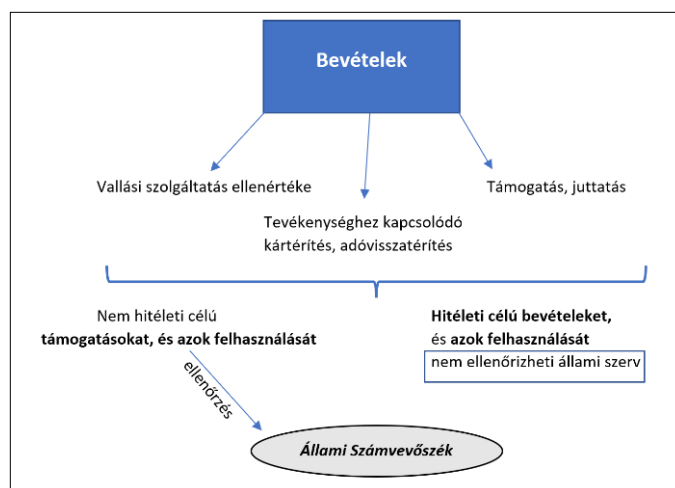 Bevételek
Vallási szolgáltatás ellenértéke
Támogatás, juttatás
Tevékenységhez kapcsolódó
kártérítés, adóvisszatérítés
Nem hitéleti célú
támogatásokat, és azok felhasználását
Hitéleti célú bevételeket,
és azok felhasználását
nem ellenőrizheti állami szerv
ellenőrzés
Állami Számvevőszék